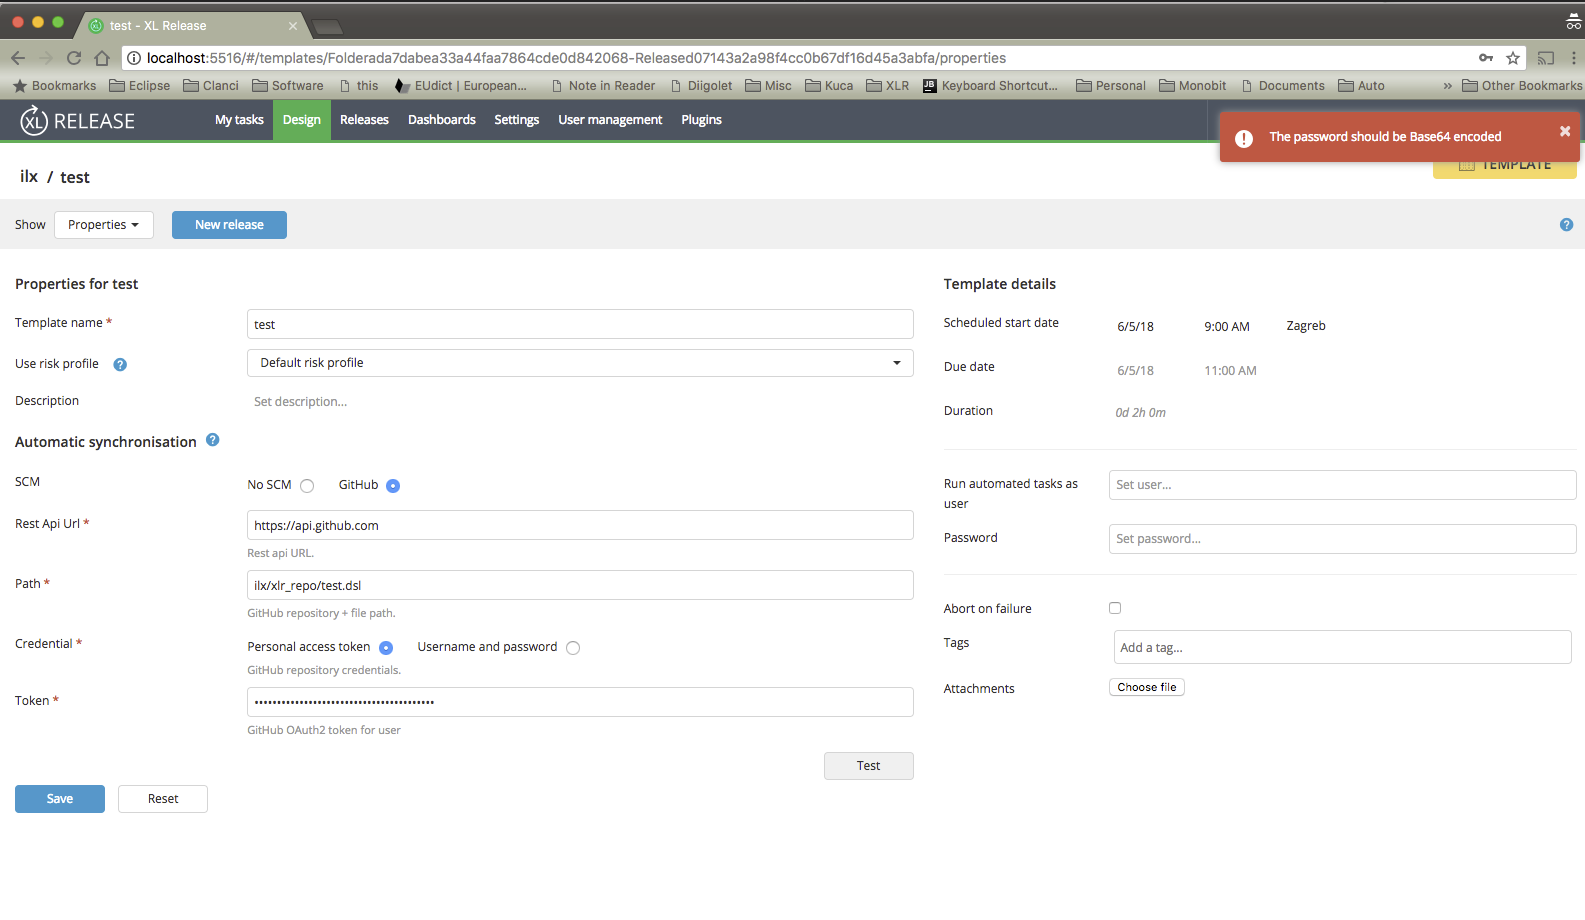 test - XL Release
localhost:5516/#/templates/Folderada7dabea33a44faa7864cde0d842068-Released07143a2a98f4cc0b67df16d45a3abfa/properties
Bookmarks Eclipse Clanci Software this EUdict | European... Note in Reader Diigolet Misc Kuca XLR JB Keyboard Shortcut... Personal Monobit Documents Auto » Other Bookmarks
XL RELEASE My tasks Design Releases Dashboards Settings User management Plugins
The password should be Base64 encoded
TEMPLATE
ilx / test
Show Properties New release
Properties for test
Template name * test
Use risk profile ? Default risk profile
Description Set description...
Automatic synchronisation ?
SCM No SCM GitHub
Rest Api Url * https://api.github.com
Rest api URL.
Path * ilx/xlr_repo/test.dsl
GitHub repository + file path.
Credential * Personal access token Username and password
GitHub repository credentials.
Token *
GitHub OAuth2 token for user
Test
Save Reset
Template details
Scheduled start date 6/5/18 9:00 AM Zagreb
Due date 6/5/18 11:00 AM
Duration 0d 2h 0m
Run automated tasks as user Set user...
Password Set password...
Abort on failure
Tags Add a tag...
Attachments Choose file